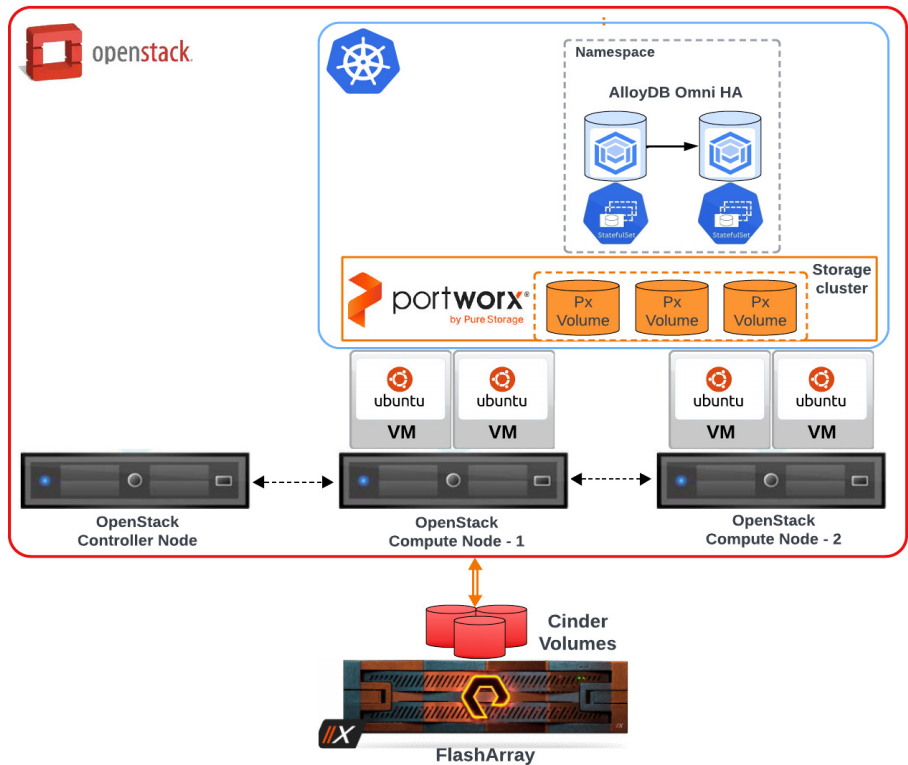 openstack.
Namespace
AlloyDB Omni HA
StatefulSet
StatefulSet
portworx®
by Pure Storage
Px
Volume
Px
Volume
Px
Volume
Storage
cluster
ubuntu
VM
ubuntu
VM
ubuntu
VM
ubuntu
VM
OpenStack
Controller Node
OpenStack
Compute Node - 1
OpenStack
Compute Node - 2
Cinder
Volumes
//X
FlashArray